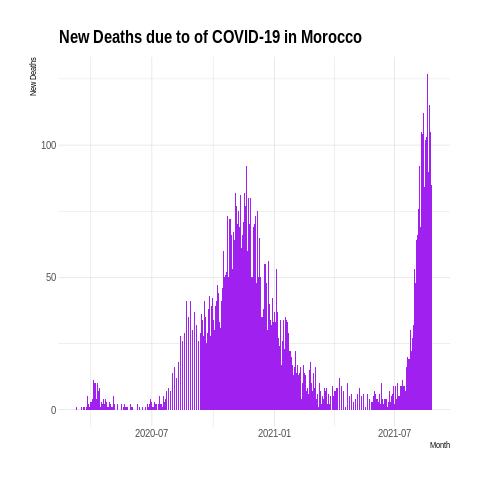 New Deaths due to of COVID-19 in Morocco
New Deaths
100
50
0
2020-07
2021-01
2021-07
Month